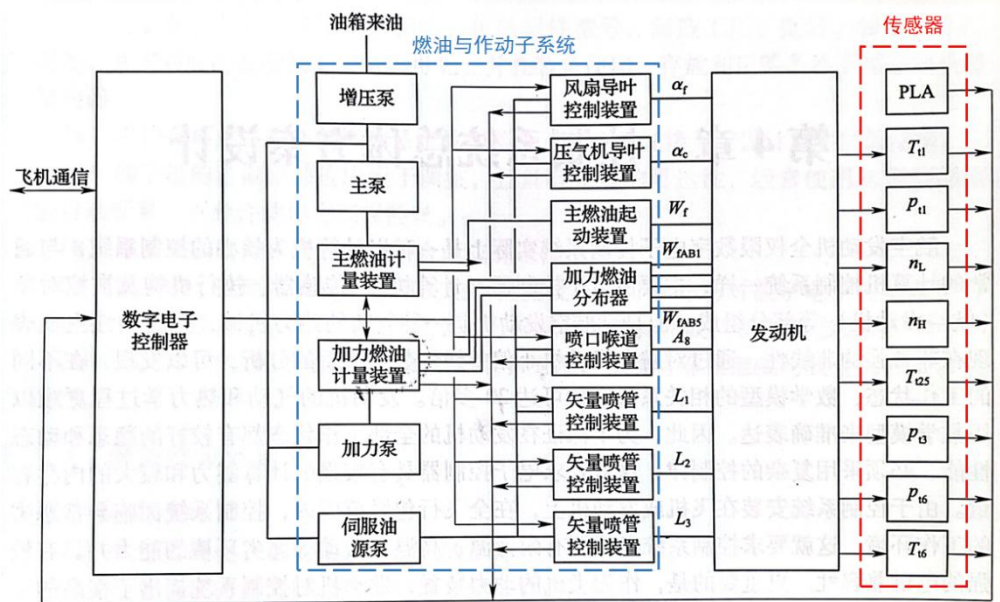 油箱来油
燃油与作动子系统
传感器
增压泵
风扇导叶
控制装置
αf
PLA
压气机导叶
控制装置
αc
Tt1
飞机通信
主泵
主燃油起
动装置
Wf
pt1
主燃油计
量装置
WfAB1
加力燃油
分布器
nL
数字电子
控制器
WfAB5
发动机
nH
加力燃油
计量装置
A8
喷口喉道
控制装置
Tt25
矢量喷管
控制装置
L1
pt3
加力泵
矢量喷管
控制装置
L2
pt6
伺服油
源泵
矢量喷管
控制装置
L3
Tt6